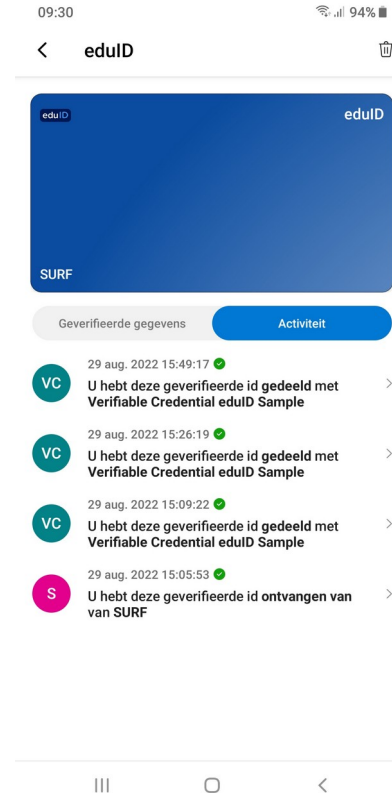 09:30 94%
eduID
eduID eduID
SURF
Geverifieerde gegevens Activiteit
29 aug. 2022 15:49:17
VC
U hebt deze geverifieerde id gedeeld met
Verifiable Credential eduID Sample
29 aug. 2022 15:26:19
VC
U hebt deze geverifieerde id gedeeld met
Verifiable Credential eduID Sample
29 aug. 2022 15:09:22
VC
U hebt deze geverifieerde id gedeeld met
Verifiable Credential eduID Sample
29 aug. 2022 15:05:53
S
U hebt deze geverifieerde id ontvangen van
van SURF